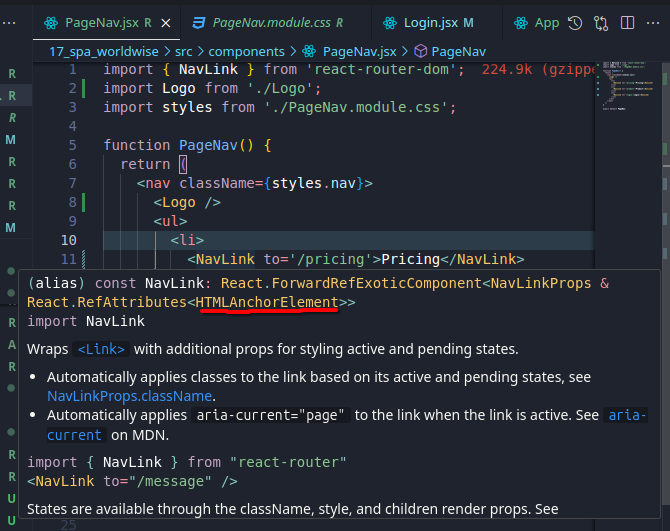 PageNav.jsx R
PageNav.module.css R
Login.jsx M
App
17_spa_worldwise > src > components > PageNav.jsx > PageNav
R
R
R
M
R
R
R
M
R
A
R
R
R
U
U
1 import { NavLink } from 'react-router-dom'; 224.9k (gzippe
2 import Logo from './Logo';
3 import styles from './PageNav.module.css';
4
5 function PageNav() {
6 return (
7 <nav className={styles.nav}>
8 <Logo />
9 <ul>
10 <li>
11 <NavLink to='/pricing'>Pricing</NavLink>
(alias) const NavLink: React.ForwardRefExoticComponent<NavLinkProps &
React.RefAttributes<HTMLAnchorElement>>
import NavLink
Wraps <Link> with additional props for styling active and pending states.
• Automatically applies classes to the link based on its active and pending states, see
NavLinkProps.className.
• Automatically applies aria-current="page" to the link when the link is active. See aria-
current on MDN.
import { NavLink } from "react-router"
<NavLink to="/message" />
States are available through the className, style, and children render props. See
25